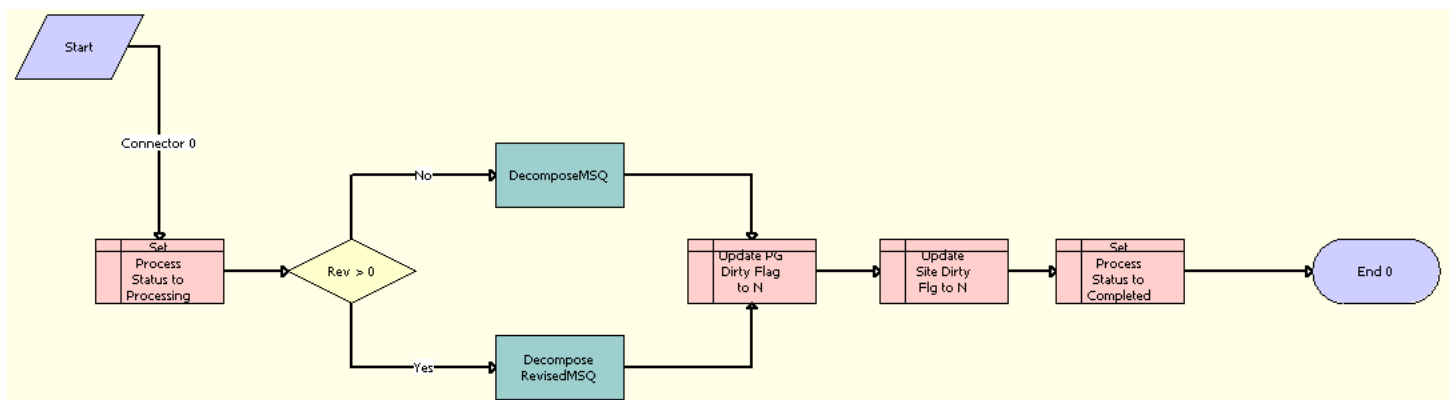 Start
Connector 0
Set
Process
Status to
Processing
Rev > 0
No
DecomposeMSQ
Yes
Decompose
RevisedMSQ
Update PG
Dirty Flag
to N
Update
Site Dirty
Flg to N
Set
Process
Status to
Completed
End 0